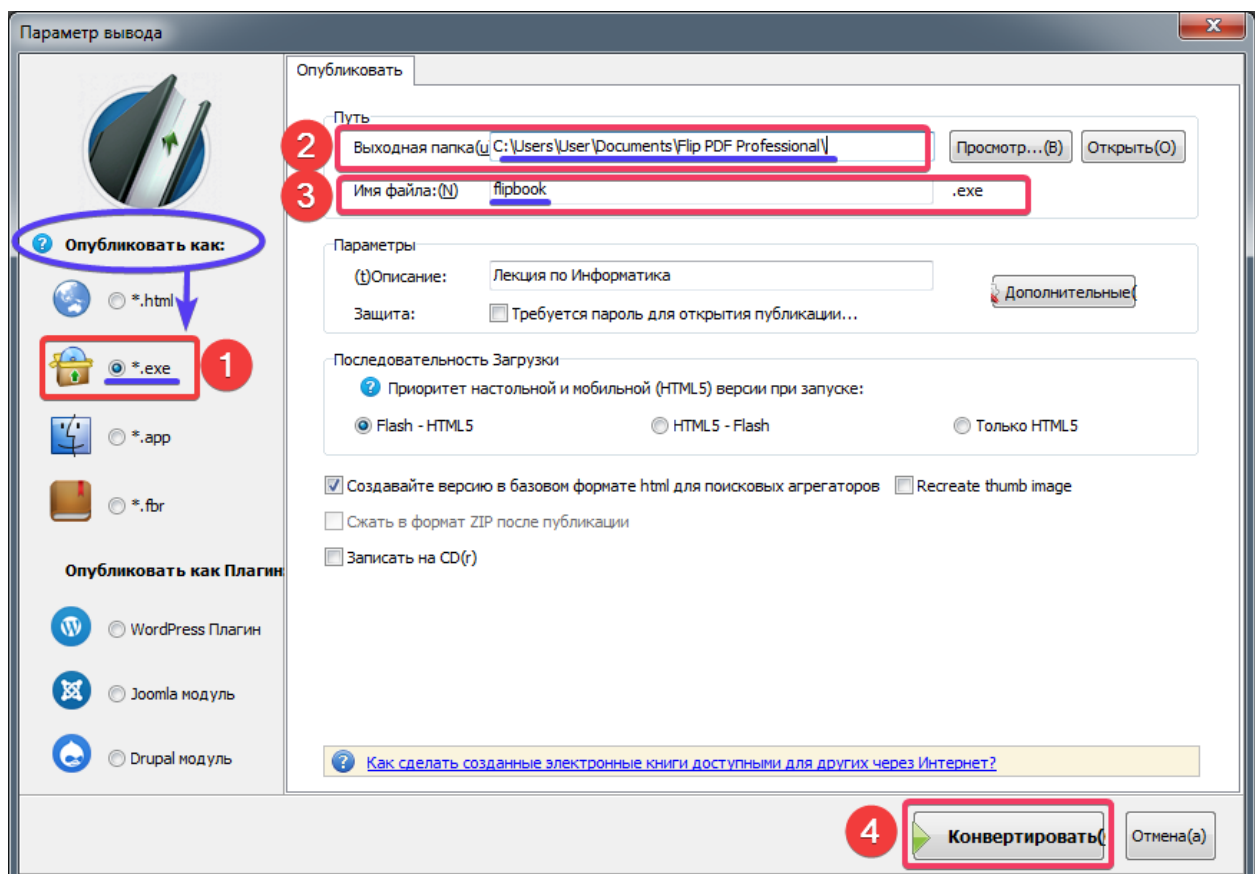 Параметр вывода
Опубликовать
Путь
2
Выходная папка(u
C:\Users\User\Documents\Flip PDF Professional\
Просмотр...(B)
Открыть(O)
3
Имя файла:(N)
flipbook
.exe
Опубликовать как:
*.html
*.exe
1
*.app
*.fbr
Опубликовать как Плагин:
WordPress Плагин
Joomla модуль
Drupal модуль
Параметры
(t)Описание:
Лекция по Информатика
Дополнительные(
Защита:
Требуется пароль для открытия публикации...
Последовательность Загрузки
Приоритет настольной и мобильной (HTML5) версии при запуске:
Flash - HTML5
HTML5 - Flash
Только HTML5
Создавайте версию в базовом формате html для поисковых агрегаторов
Recreate thumb image
Сжать в формат ZIP после публикации
Записать на CD(r)
Как сделать созданные электронные книги доступными для других через Интернет?
4
Конвертировать(
Отмена(a)